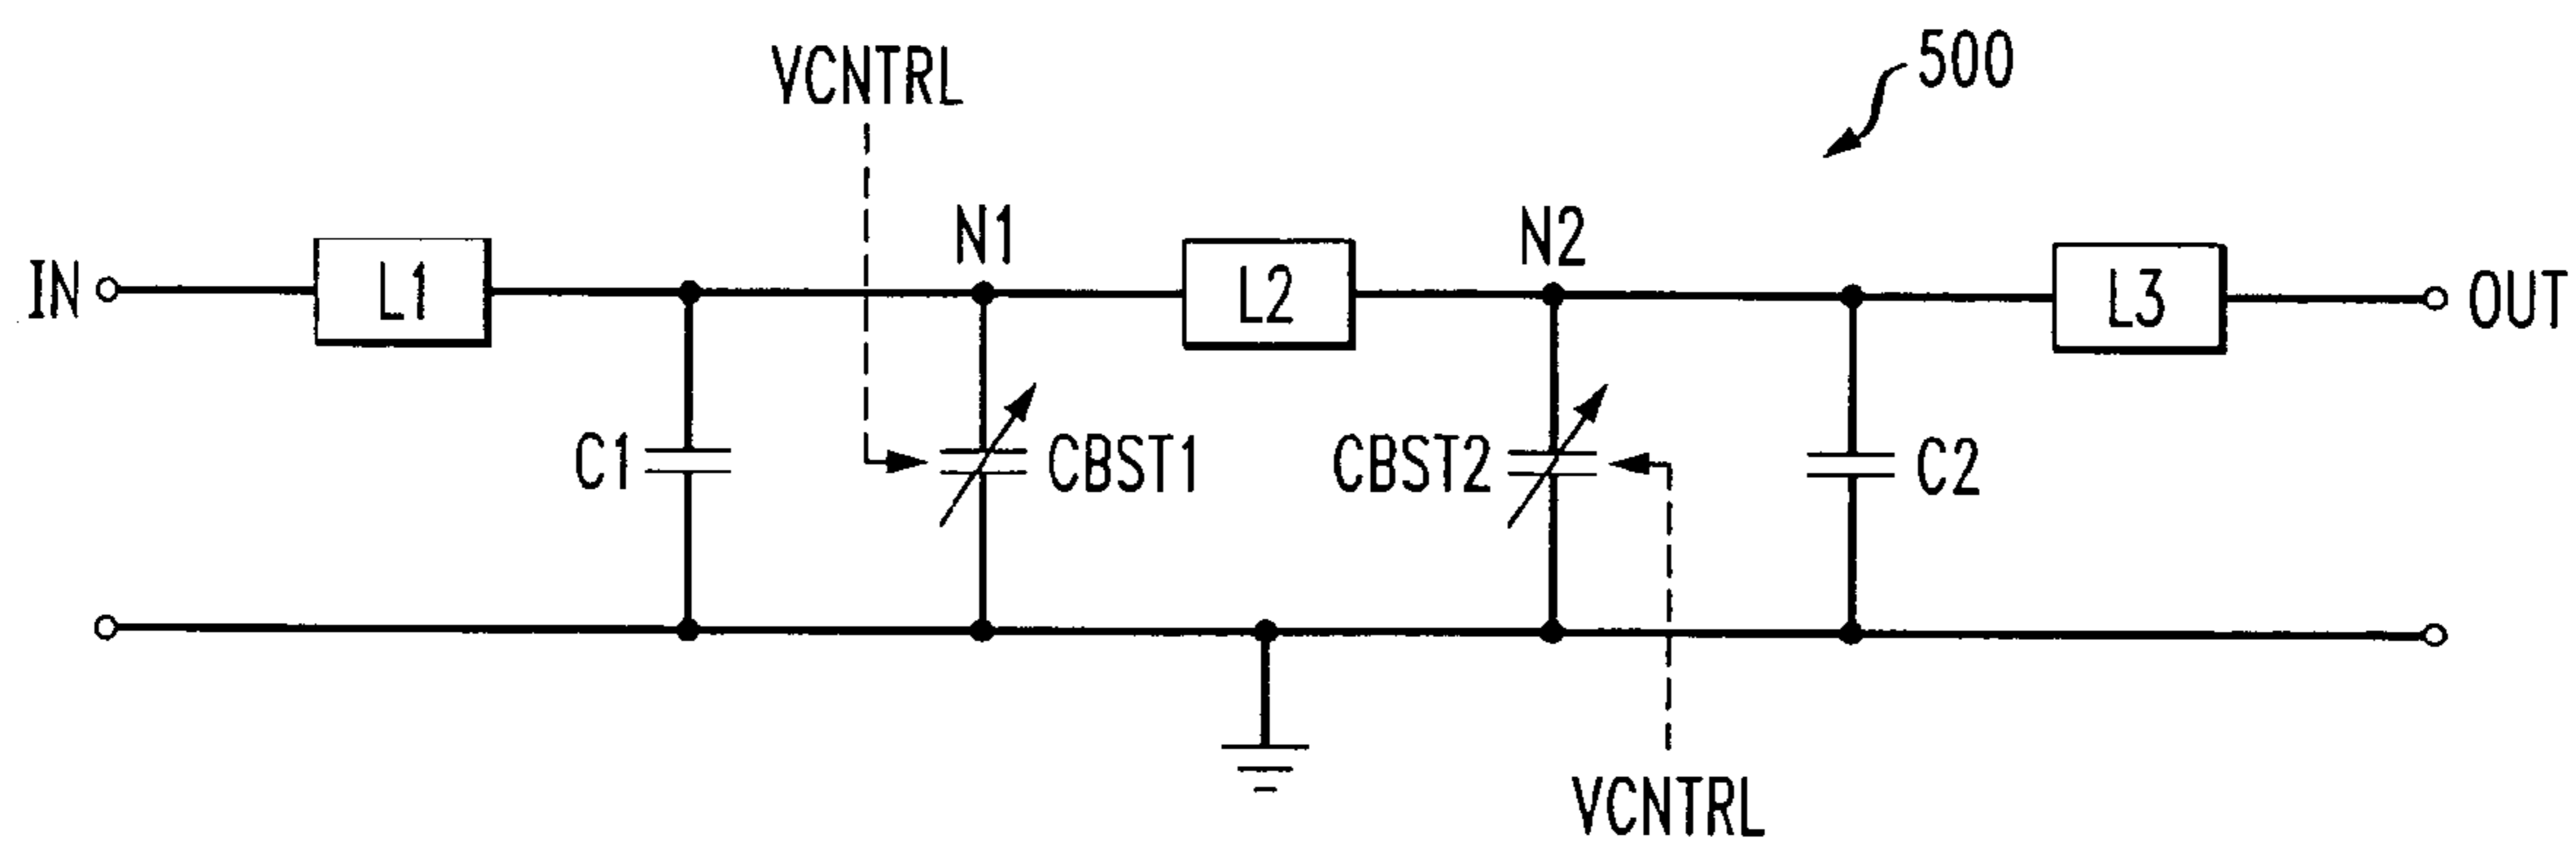 VCNTRL
500
N1
N2
IN
L1
L2
L3
OUT
C1
CBST1
CBST2
C2
VCNTRL